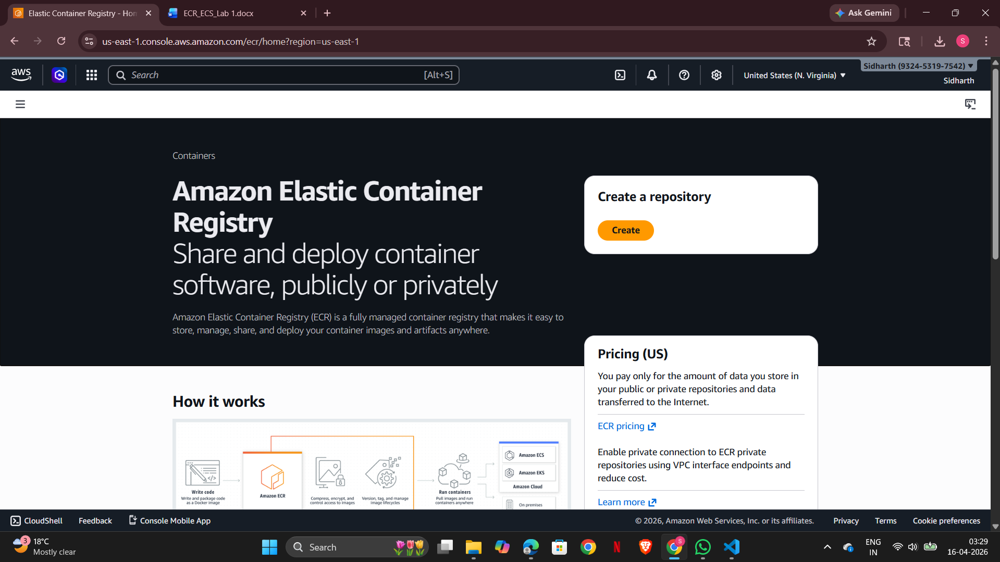 Elastic Container Registry - Hon
ECR_ECS_Lab 1.docx
Ask Gemini
us-east-1.console.aws.amazon.com/ecr/home?region=us-east-1
S
aws
Search
[Alt+S]
United States (N. Virginia)
Sidharth (9324-5319-7542)
Sidharth
Containers
Amazon Elastic Container
Registry
Share and deploy container
software, publicly or privately
Amazon Elastic Container Registry (ECR) is a fully managed container registry that makes it easy to
store, manage, share, and deploy your container images and artifacts anywhere.
Create a repository
Create
Pricing (US)
You pay only for the amount of data you store in
your public or private repositories and data
transferred to the Internet.
ECR pricing
Enable private connection to ECR private
repositories using VPC interface endpoints and
reduce cost.
Learn more
How it works
Write code
Write and package code
as a Docker image
Amazon ECR
Compress, encrypt, and
control access to images
Version, tag, and manage
image lifecycles
Run containers
Pull images and run
containers anywhere
Amazon ECS
Amazon EKS
Amazon Cloud
On premises
CloudShell
Feedback
Console Mobile App
© 2026, Amazon Web Services, Inc. or its affiliates.
Privacy
Terms
Cookie preferences
3
18°C
Mostly clear
Search
N
S
ENG
IN
03:29
16-04-2026